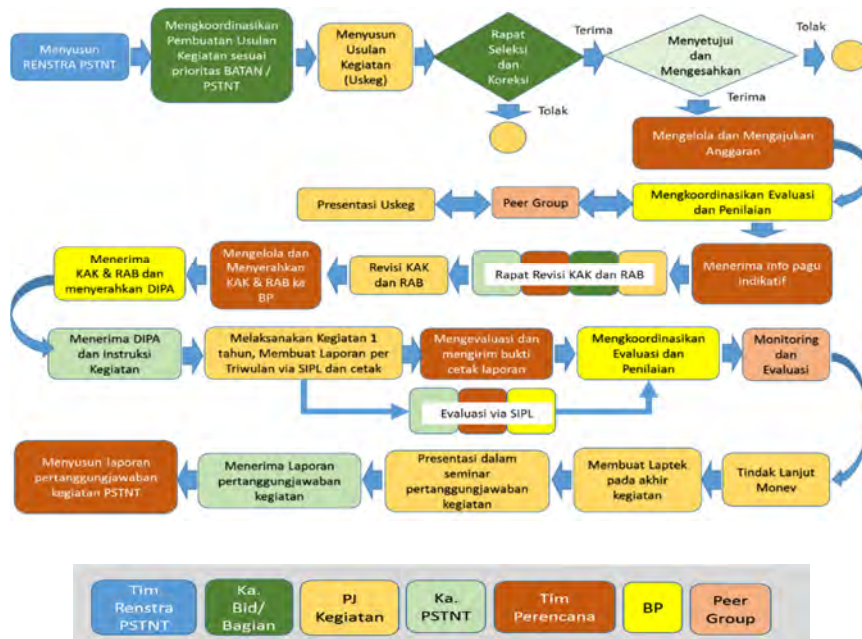 Menyusun
RENSTRA PSTNT
Mengkoordinasikan
Pembuatan Usulan
Kegiatan sesuai
prioritas BATAN /
PSTNT
Menyusun
Usulan
Kegiatan
(Uskeg)
Rapat
Seleksi
dan
Koreksi
Terima
Tolak
Menyetujui
dan
Mengesahkan
Tolak
Terima
Mengelola dan Mengajukan
Anggaran
Presentasi Uskeg
Peer Group
Mengkoordinasikan Evaluasi
dan Penilaian
Menerima
KAK & RAB dan
menyerahkan DIPA
Mengelola dan
Menyerahkan
KAK & RAB ke
BP
Revisi KAK
dan RAB
Rapat Revisi KAK dan RAB
Menerima info pagu
indikatif
Menerima DIPA
dan instruksi
Kegiatan
Melaksanakan Kegiatan 1
tahun, Membuat Laporan per
Triwulan via SIPL dan cetak
Mengevaluasi dan
mengirim bukti
cetak laporan
Mengkoordinasikan
Evaluasi dan
Penilaian
Monitoring
dan
Evaluasi
Evaluasi via SIPL
Menyusun laporan
pertanggungjawaban
kegiatan PSTNT
Menerima Laporan
pertanggungjawaban
kegiatan
Presentasi dalam
seminar
pertanggungjawaban
kegiatan
Membuat Laptek
pada akhir
kegiatan
Tindak Lanjut
Monev
Tim
Renstra
PSTNT
Ka.
Bid/
Bagian
PJ
Kegiatan
Ka.
PSTNT
Tim
Perencana
BP
Peer
Group